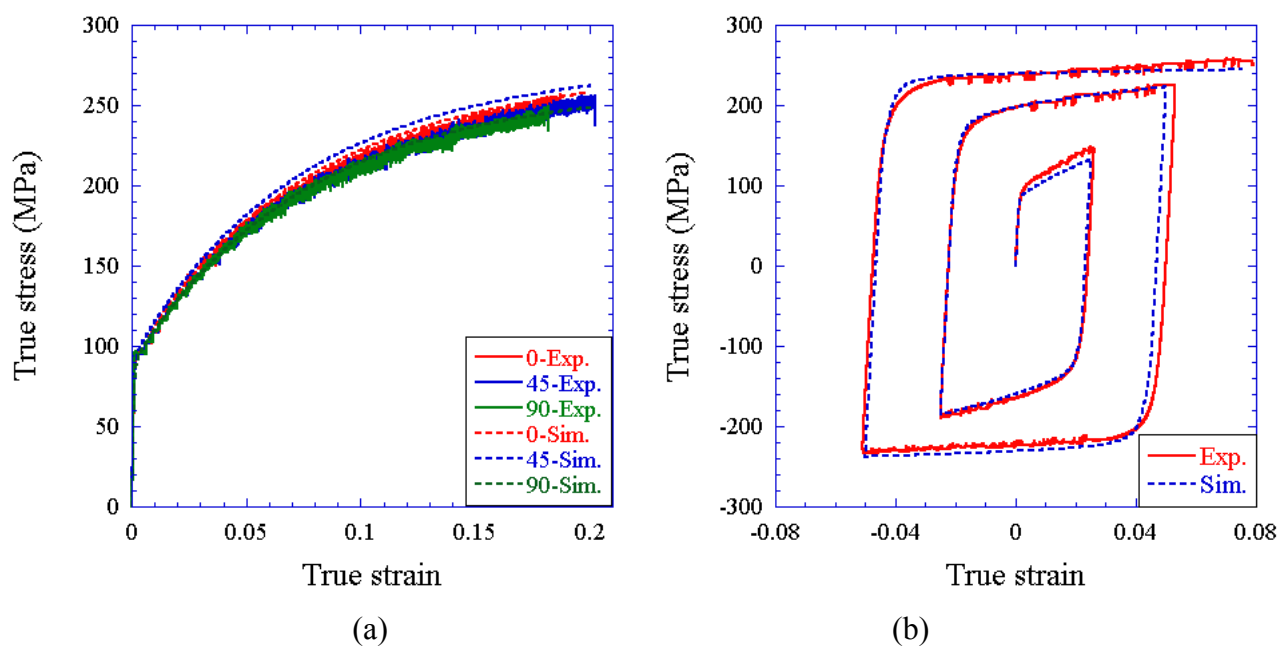 300
250
200
150
100
50
0
0
0.05
0.1
0.15
0.2
True stress (MPa)
True strain
0-Exp.
45-Exp.
90-Exp.
0-Sim.
45-Sim.
90-Sim.
(a)
300
200
100
0
-100
-200
-300
-0.08
-0.04
0
0.04
0.08
True stress (MPa)
True strain
Exp.
Sim.
(b)